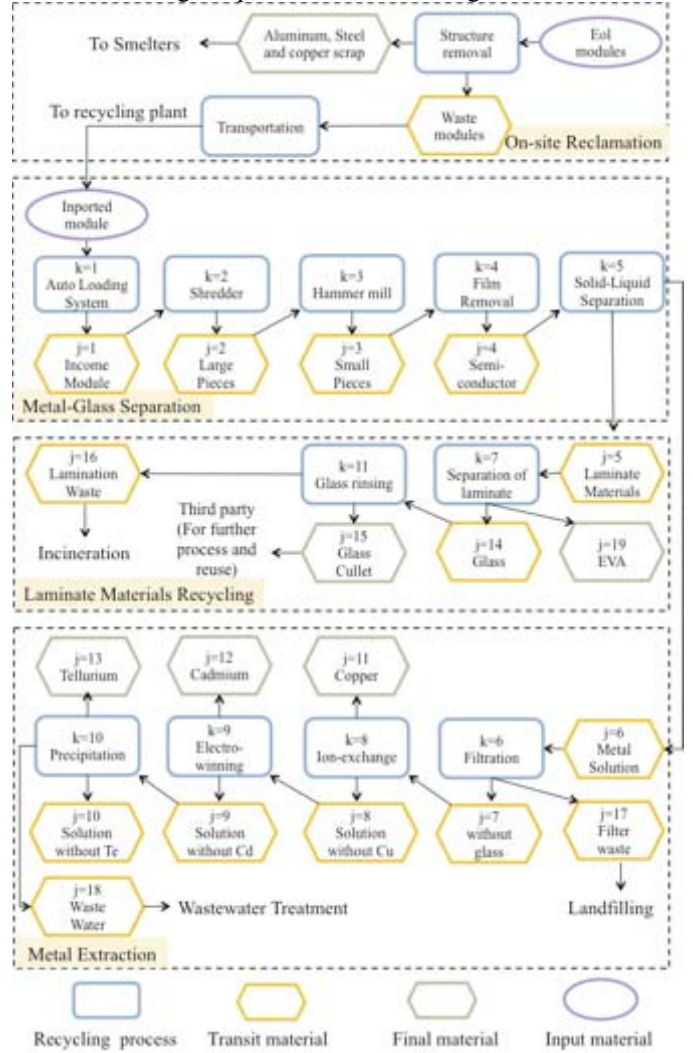 To Smelters
Aluminum, Steel
and copper scrap
Structure
removal
Eol
modules
To recycling plant
Transportation
Waste
modules
On-site Reclamation
Inported
module
k=1
Auto Loading
System
k=2
Shredder
k=3
Hammer mill
k=4
Film
Removal
k=5
Solid-Liquid
Separation
j=1
Income
Module
j=2
Large
Pieces
j=3
Small
Pieces
j=4
Semi-
conductor
Metal-Glass Separation
j=16
Lamination
Waste
k=11
Glass rinsing
k=7
Separation of
laminate
j=5
Laminate
Materials
Incineration
Third party
(For further
process and
reuse)
j=15
Glass
Cullet
j=14
Glass
j=19
EVA
Laminate Materials Recycling
j=13
Tellurium
j=12
Cadmium
j=11
Copper
k=10
Precipitation
k=9
Electro-
winning
k=8
Ion-exchange
k=6
Filtration
j=6
Metal
Solution
j=10
Solution
without Te
j=9
Solution
without Cd
j=8
Solution
without Cu
j=7
without
glass
j=17
Filter
waste
j=18
Waste
Water
Wastewater Treatment
Landfilling
Metal Extraction
Recycling process
Transit material
Final material
Input material